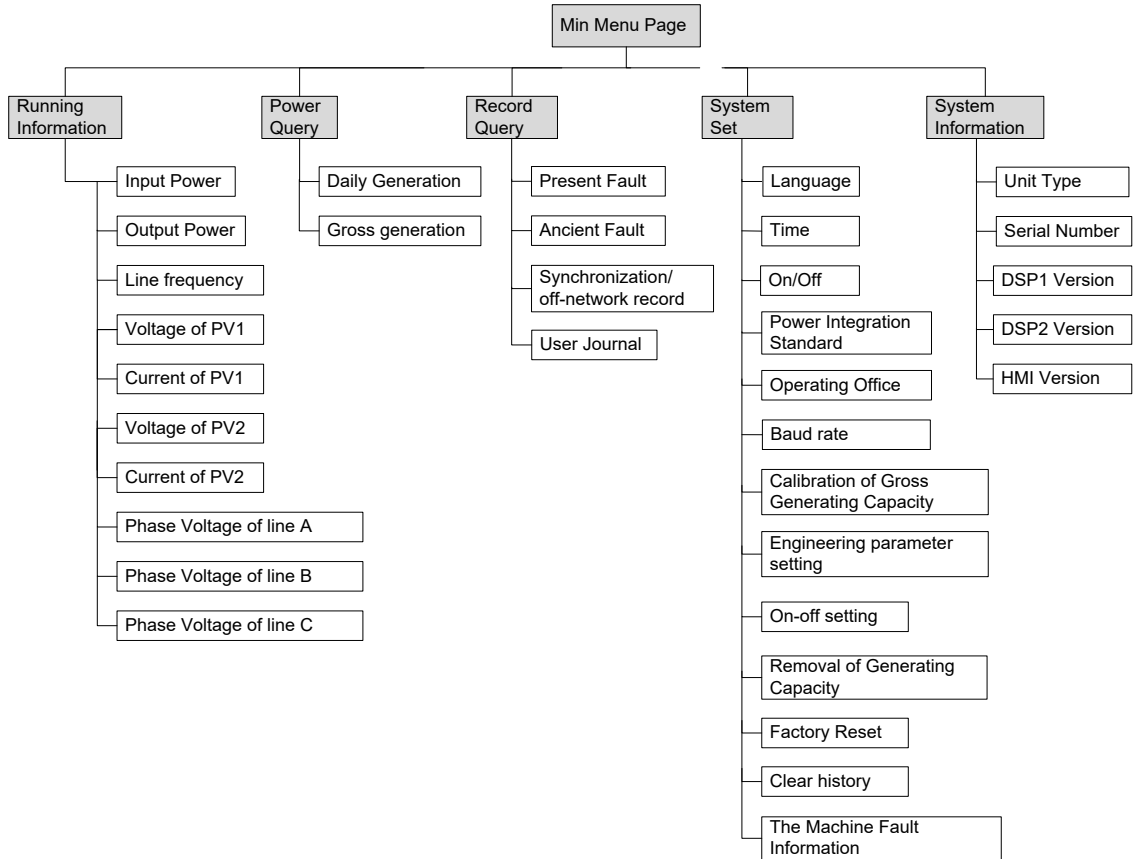 Min Menu Page
Running
Information
Power
Query
Record
Query
System
Set
System
Information
Input Power
Output Power
Line frequency
Voltage of PV1
Current of PV1
Voltage of PV2
Current of PV2
Phase Voltage of line A
Phase Voltage of line B
Phase Voltage of line C
Daily Generation
Gross generation
Present Fault
Ancient Fault
Synchronization/
off-network record
User Journal
Language
Time
On/Off
Power Integration
Standard
Operating Office
Baud rate
Calibration of Gross
Generating Capacity
Engineering parameter
setting
On-off setting
Removal of Generating
Capacity
Factory Reset
Clear history
The Machine Fault
Information
Unit Type
Serial Number
DSP1 Version
DSP2 Version
HMI Version